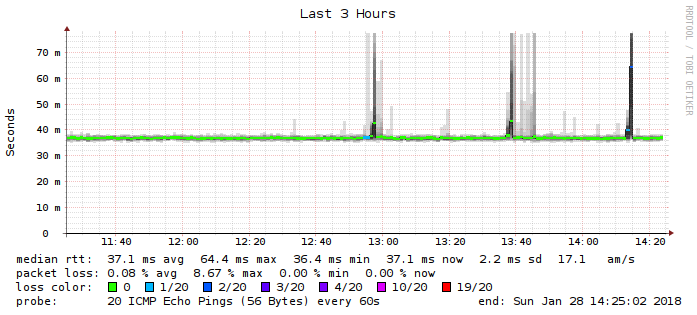 Last 3 Hours
RRDTOOL / TOBI OETIKER
Seconds
70 m
60 m
50 m
40 m
30 m
20 m
10 m
0
11:40 12:00 12:20 12:40 13:00 13:20 13:40 14:00 14:20
median rtt: 37.1 ms avg 64.4 ms max 36.4 ms min 37.1 ms now 2.2 ms sd 17.1 am/s
packet loss: 0.08 % avg 8.67 % max 0.00 % min 0.00 % now
loss color: 0 1/20 2/20 3/20 4/20 10/20 19/20
probe: 20 ICMP Echo Pings (56 Bytes) every 60s end: Sun Jan 28 14:25:02 2018